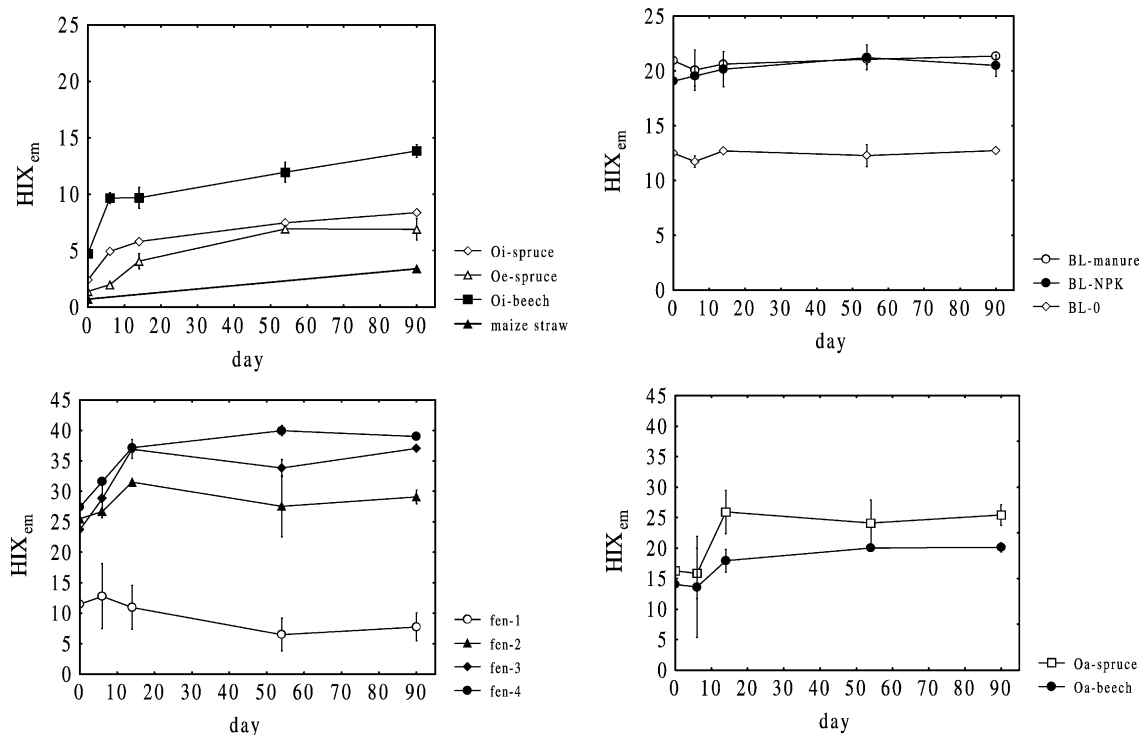 25
20
15
10
5
0
HIXem
0 10 20 30 40 50 60 70 80 90
day
Oi-spruce
Oe-spruce
Oi-beech
maize straw
25
20
15
10
5
0
HIXem
0 10 20 30 40 50 60 70 80 90
day
BL-manure
BL-NPK
BL-0
45
40
35
30
25
20
15
10
5
0
HIXem
0 10 20 30 40 50 60 70 80 90
day
fen-1
fen-2
fen-3
fen-4
45
40
35
30
25
20
15
10
5
0
HIXem
0 10 20 30 40 50 60 70 80 90
day
Oa-spruce
Oa-beech